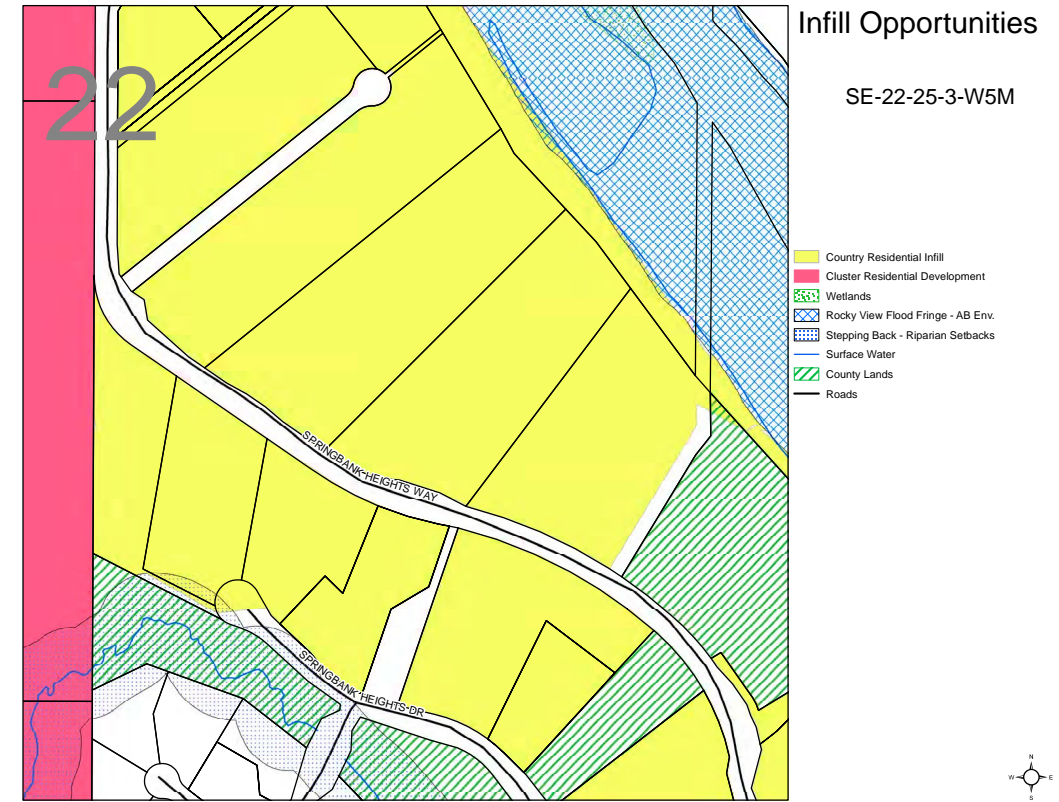 Infill Opportunities
22
SE-22-25-3-W5M
Country Residential Infill
Cluster Residential Development
Wetlands
Rocky View Flood Fringe - AB Env.
Stepping Back - Riparian Setbacks
Surface Water
County Lands
Roads
SPRINGBANK HEIGHTS WAY
SPRINGBANK HEIGHTS DR
N
W E
S